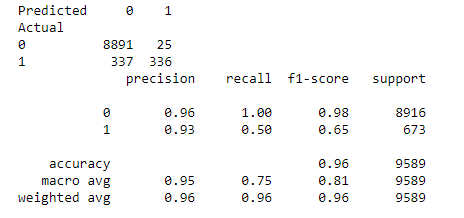 Predicted 0 1
Actual
0 8891 25
1 337 336
precision recall f1-score support
0 0.96 1.00 0.98 8916
1 0.93 0.50 0.65 673
accuracy 0.96 9589
macro avg 0.95 0.75 0.81 9589
weighted avg 0.96 0.96 0.96 9589